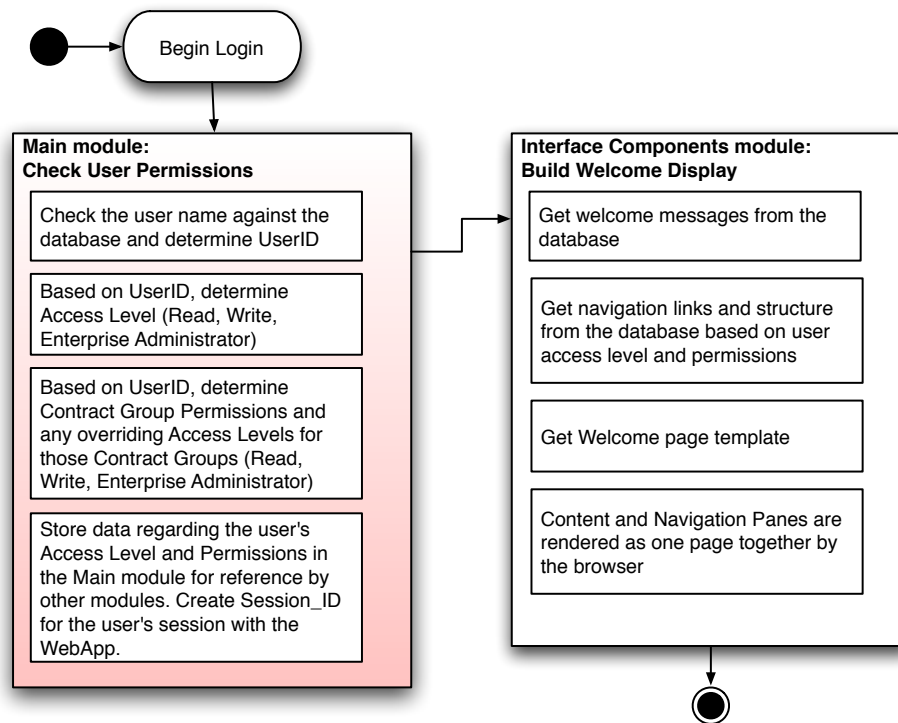 Begin Login
Main module:
Check User Permissions
Check the user name against the
database and determine UserID
Based on UserID, determine
Access Level (Read, Write,
Enterprise Administrator)
Based on UserID, determine
Contract Group Permissions and
any overriding Access Levels for
those Contract Groups (Read,
Write, Enterprise Administrator)
Store data regarding the user's
Access Level and Permissions in
the Main module for reference by
other modules. Create Session_ID
for the user's session with the
WebApp.
Interface Components module:
Build Welcome Display
Get welcome messages from the
database
Get navigation links and structure
from the database based on user
access level and permissions
Get Welcome page template
Content and Navigation Panes are
rendered as one page together by
the browser